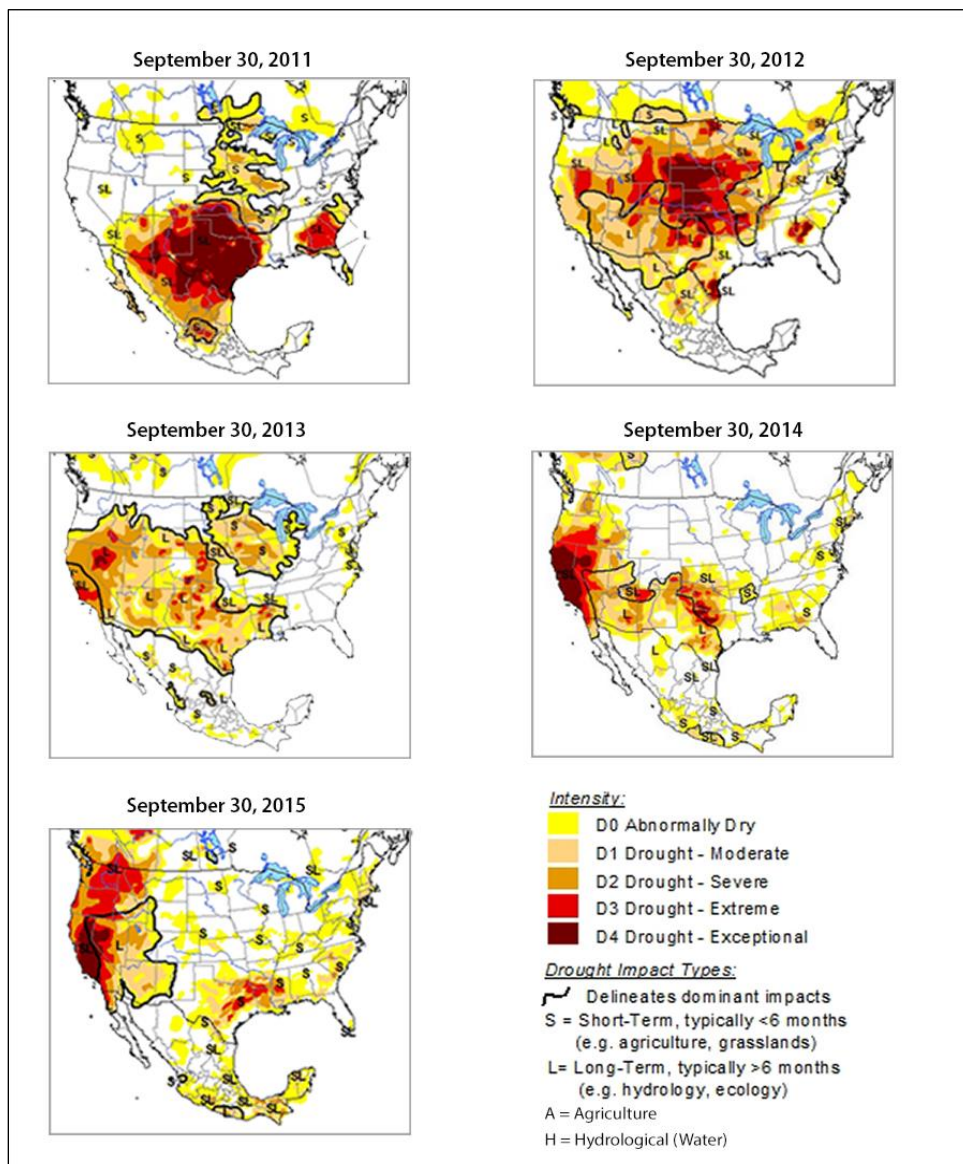 September 30, 2011
September 30, 2012
September 30, 2013
September 30, 2014
September 30, 2015
Intensity:
D0 Abnormally Dry
D1 Drought - Moderate
D2 Drought - Severe
D3 Drought - Extreme
D4 Drought - Exceptional
Drought Impact Types:
Delineates dominant impacts
S = Short-Term, typically <6 months
(e.g. agriculture, grasslands)
L= Long-Term, typically >6 months
(e.g. hydrology, ecology)
A = Agriculture
H = Hydrological (Water)